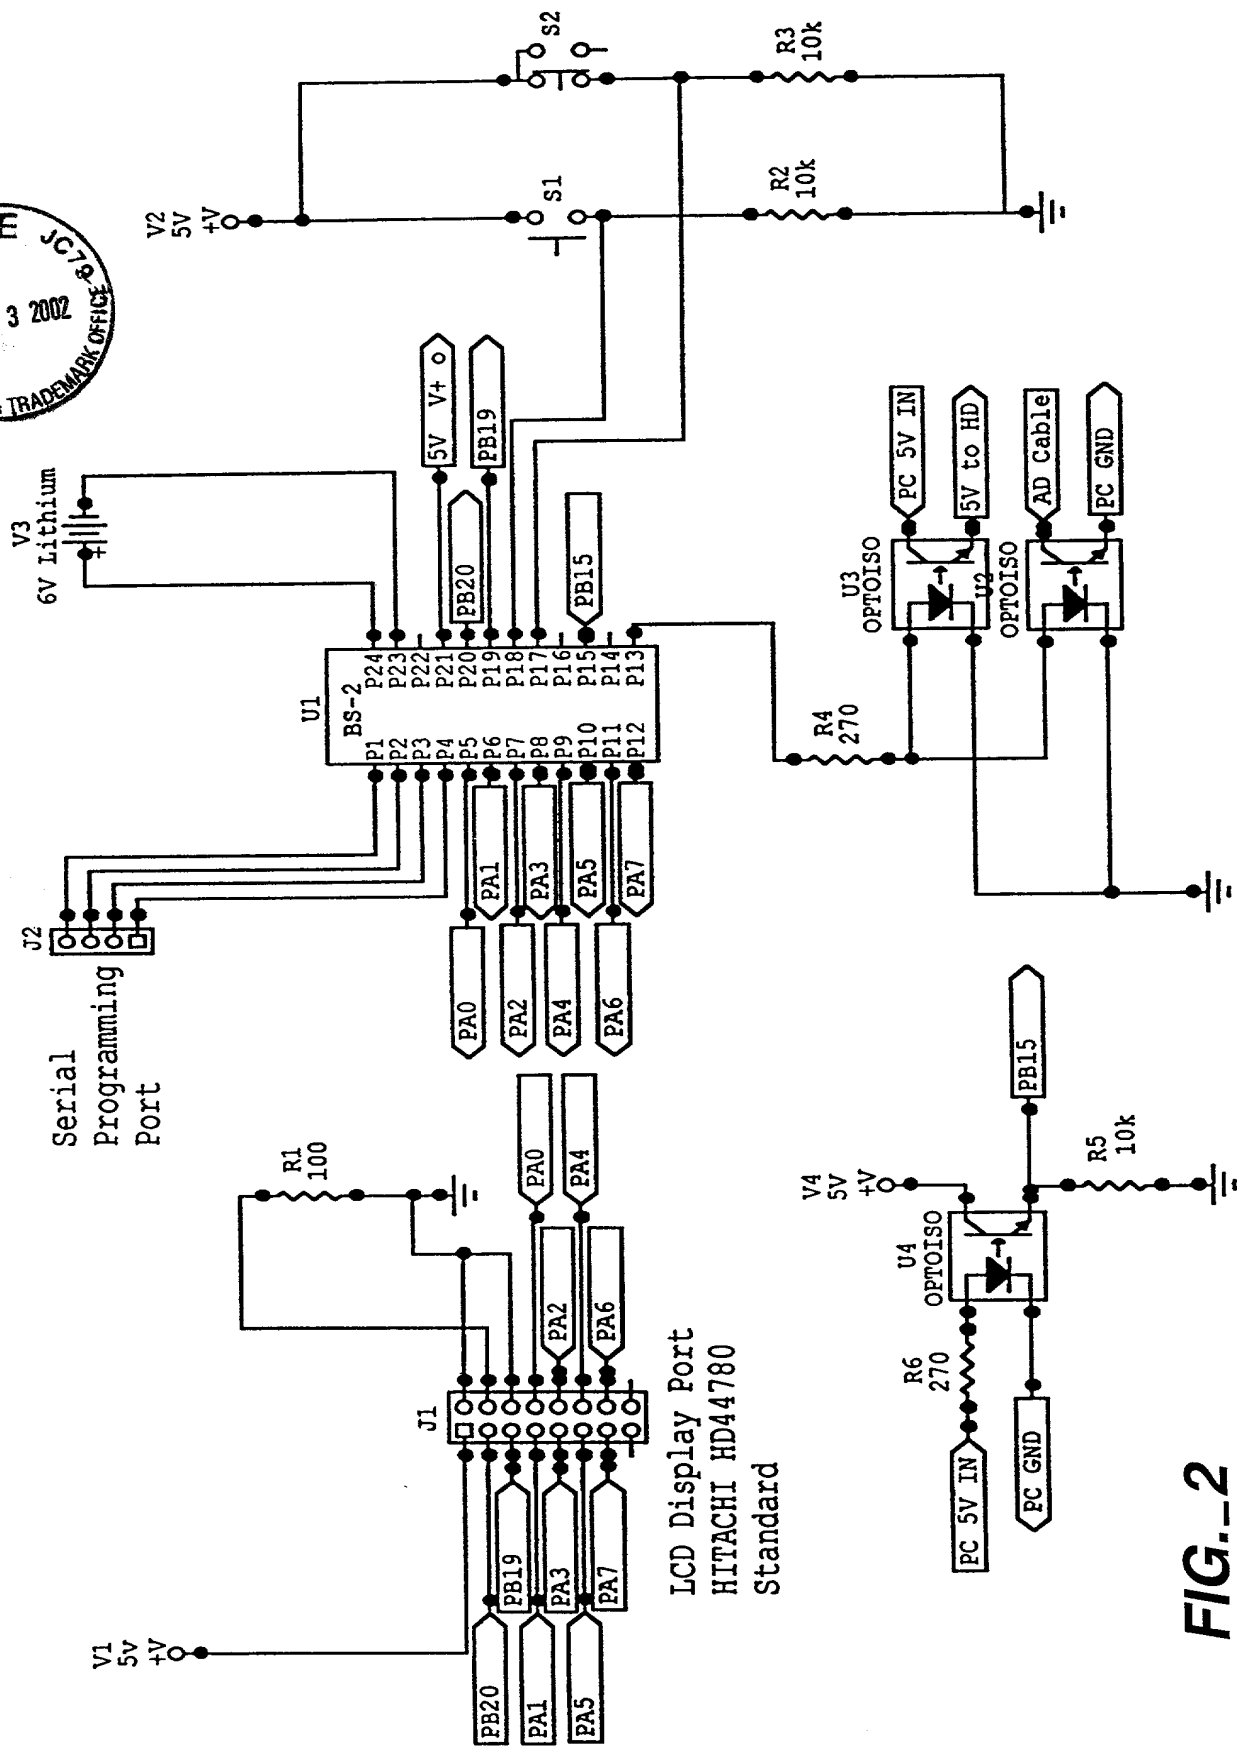 E
JC78
3 2002
TRADEMARK OFFICE
V1
5v
+V
Serial
Programming
Port
J2
V3
6V Lithium
+
V2
5V
+V
R1
100
U1
BS-2
P1
P2
P3
P4
P5
P6
P7
P8
P9
P10
P11
P12
P24
P23
P22
P21
P20
P19
P18
P17
P16
P15
P14
P13
5V V+
PB20
PB19
PB15
S1
S2
R2
10k
R3
10k
PA0
PA1
PA2
PA3
PA4
PA5
PA6
PA7
J1
PB20
PB19
PA1
PA3
PA5
PA7
PA0
PA4
PA2
PA6
LCD Display Port
HITACHI HD44780
Standard
R4
270
U3
OPTOISO
PC 5V IN
5V to HD
U2
OPTOISO
AD Cable
PC GND
V4
5V
+V
U4
OPTOISO
R6
270
PC 5V IN
PC GND
PB15
R5
10k
FIG._2